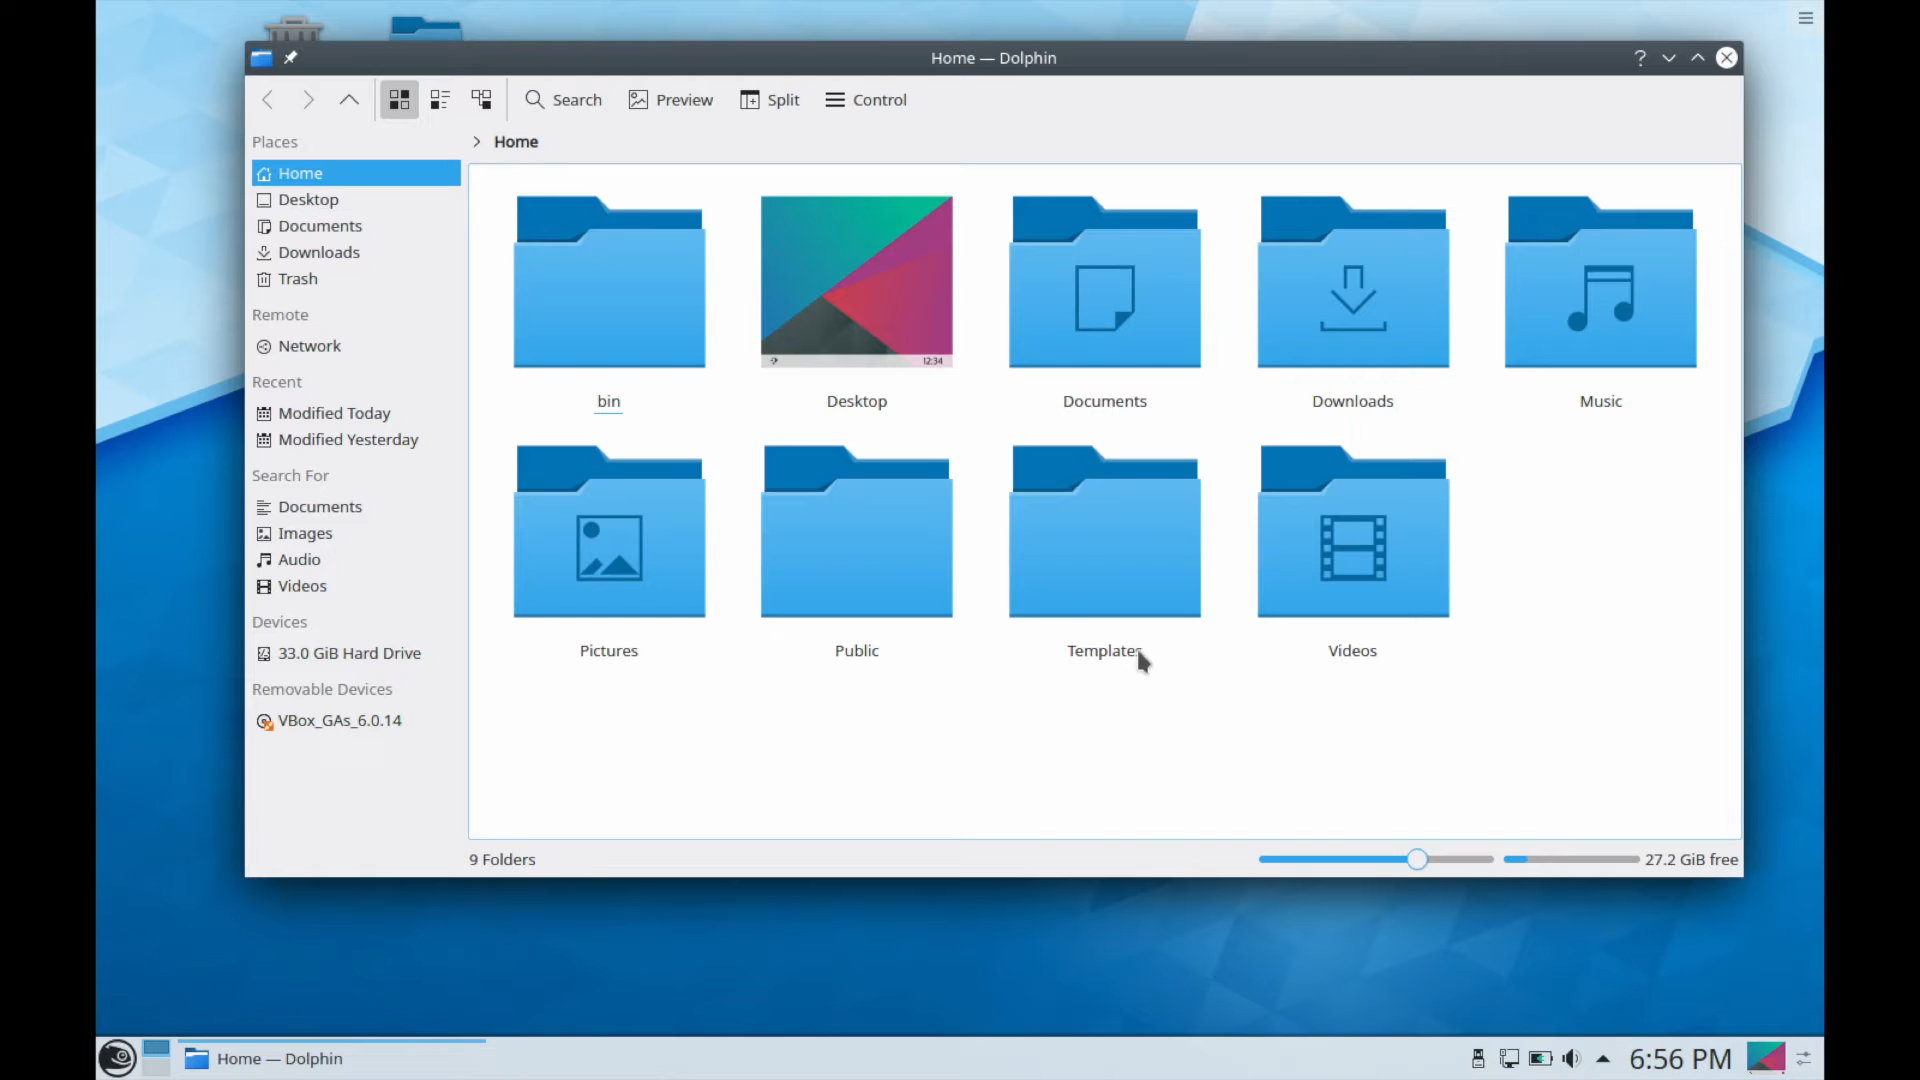 Home — Dolphin
Search
Preview
Split
Control
Places
Home
Desktop
Documents
Downloads
Trash
Remote
Network
Recent
Modified Today
Modified Yesterday
Search For
Documents
Images
Audio
Videos
Devices
33.0 GiB Hard Drive
Removable Devices
VBox_GAs_6.0.14
Home
12:34
bin
Desktop
Documents
Downloads
Music
Pictures
Public
Templates
Videos
9 Folders
27.2 GiB free
Home — Dolphin
6:56 PM